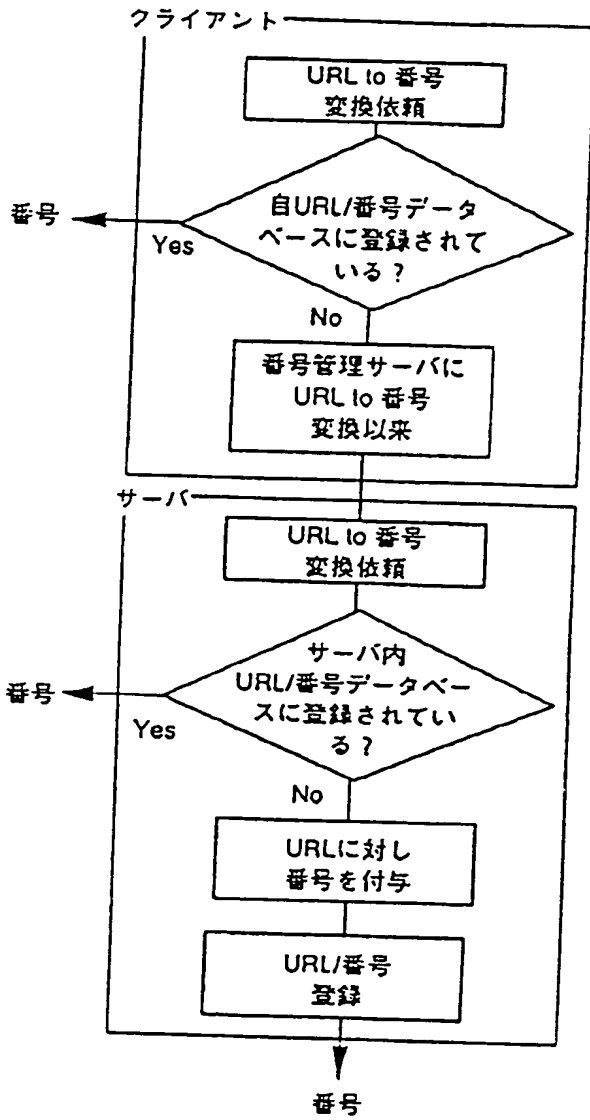 クライアント
URL to 番号
変換依頼
自URL/番号データ
ベースに登録されて
いる？
番号
Yes
No
番号管理サーバに
URL to 番号
変換以来
サーバ
URL to 番号
変換依頼
サーバ内
URL/番号データベー
スに登録されてい
る？
番号
Yes
No
URLに対し
番号を付与
URL/番号
登録
番号